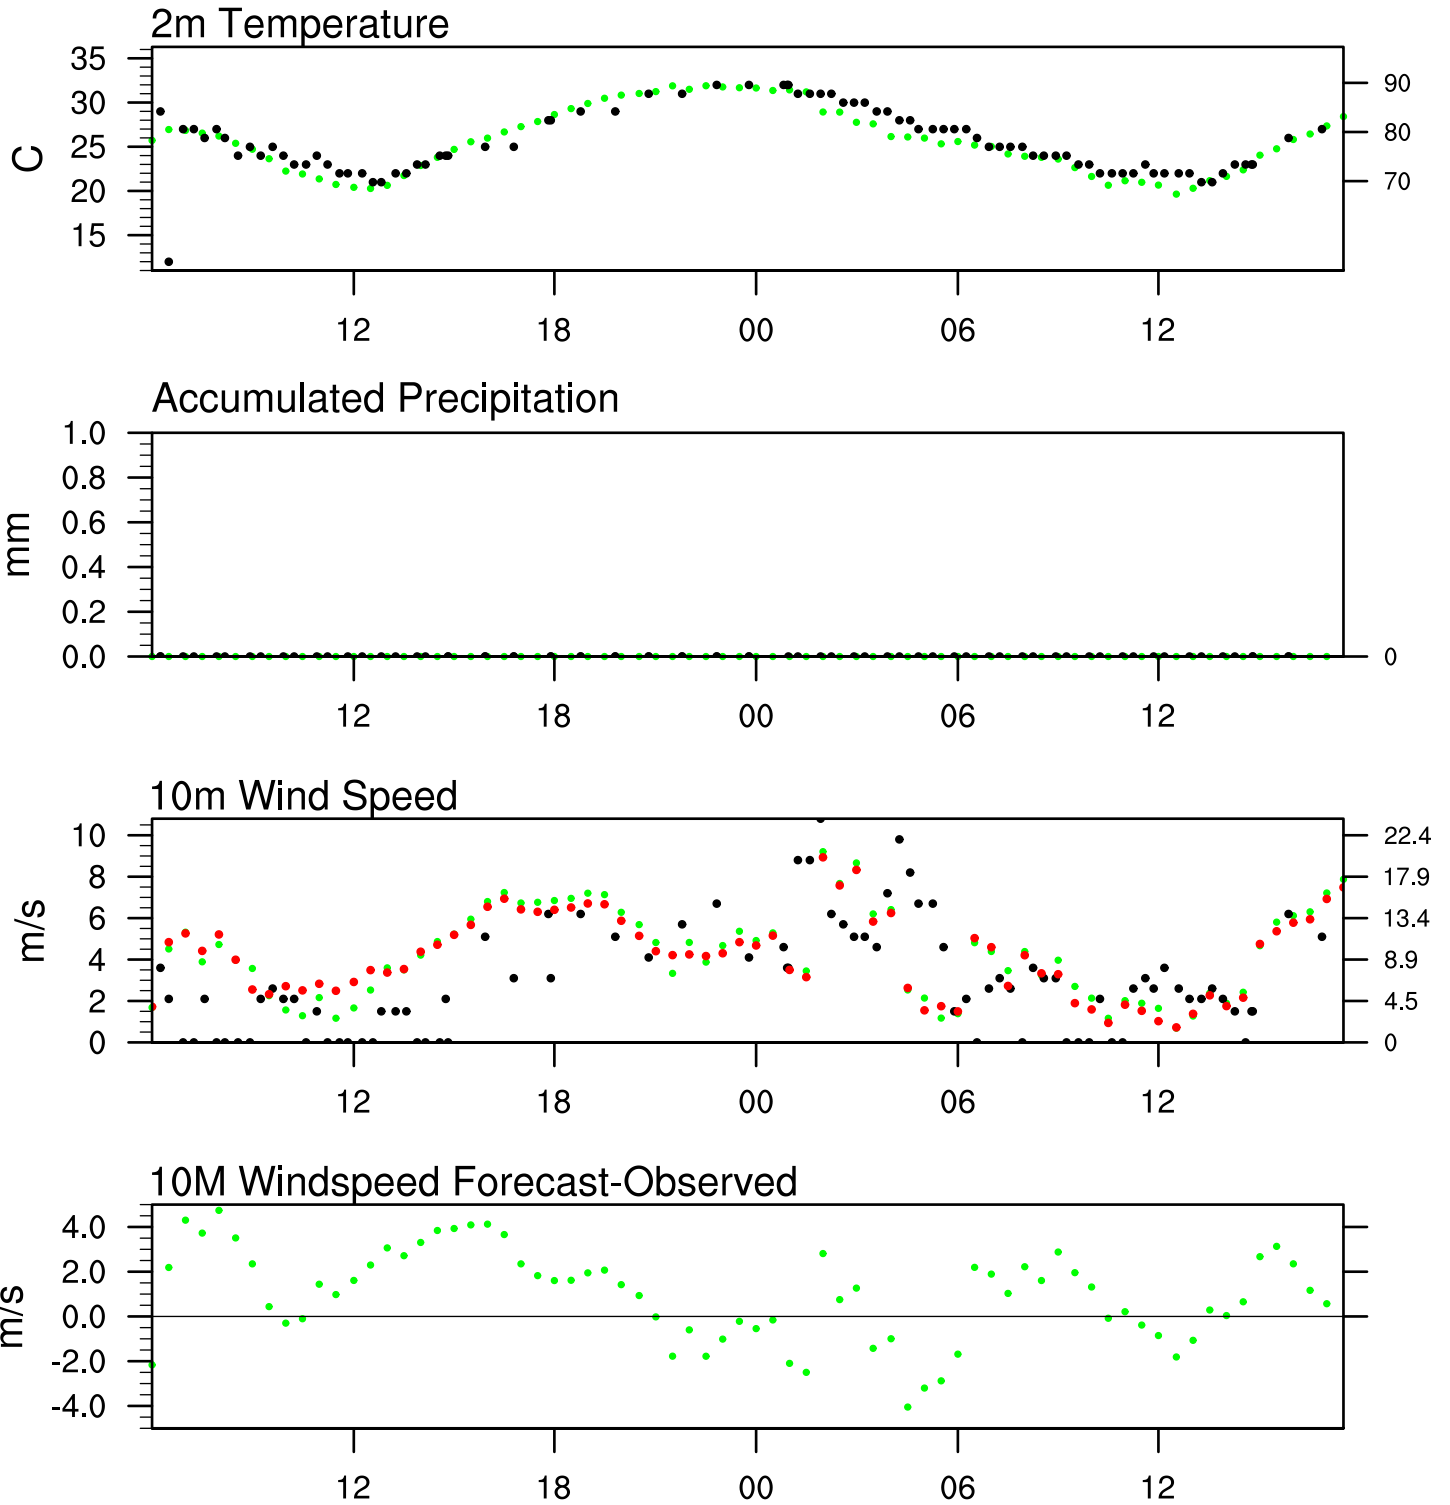 2m Temperature
35
30
25
20
15
C
90
80
70
12 18 00 06 12
Accumulated Precipitation
1.0
0.8
0.6
0.4
0.2
0.0
mm
0
12 18 00 06 12
10m Wind Speed
10
8
6
4
2
0
m/s
22.4
17.9
13.4
8.9
4.5
0
12 18 00 06 12
10M Windspeed Forecast-Observed
4.0
2.0
0.0
-2.0
-4.0
m/s
12 18 00 06 12